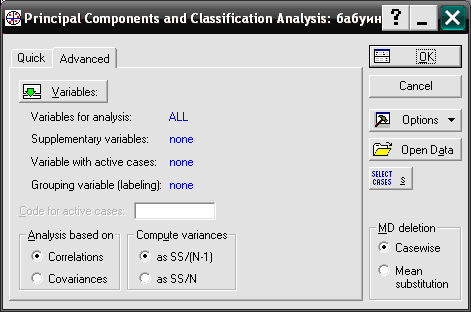 Principal Components and Classification Analysis: бабуин
Quick Advanced
Variables:
Variables for analysis: ALL
Supplementary variables: none
Variable with active cases: none
Grouping variable (labeling): none
Code for active cases:
Analysis based on
Correlations
Covariances
Compute variances
as SS/(N-1)
as SS/N
OK
Cancel
Options
Open Data
SELECT
CASES S
MD deletion
Casewise
Mean
substitution